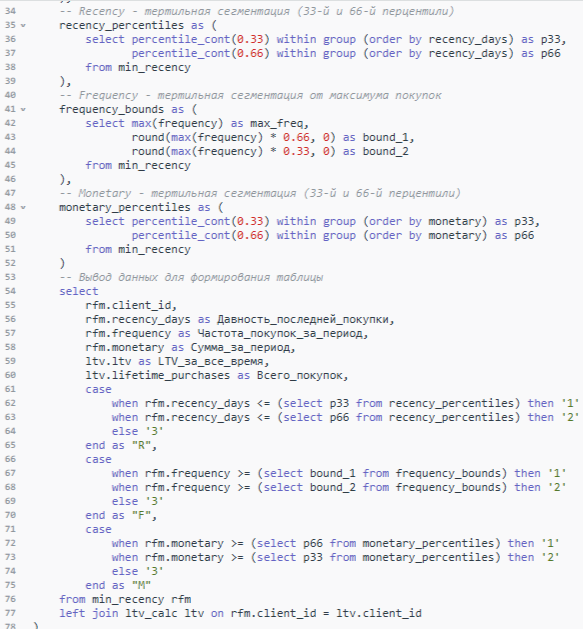 34 -- Recency - тертильная сегментация (33-й и 66-й перцентили)
35 recency_percentiles as (
36 select percentile_cont(0.33) within group (order by recency_days) as p33,
37 percentile_cont(0.66) within group (order by recency_days) as p66
38 from min_recency
39 ),
40 -- Frequency - тертильная сегментация от максимума покупок
41 frequency_bounds as (
42 select max(frequency) as max_freq,
43 round(max(frequency) * 0.66, 0) as bound_1,
44 round(max(frequency) * 0.33, 0) as bound_2
45 from min_recency
46 ),
47 -- Monetary - тертильная сегментация (33-й и 66-й перцентили)
48 monetary_percentiles as (
49 select percentile_cont(0.33) within group (order by monetary) as p33,
50 percentile_cont(0.66) within group (order by monetary) as p66
51 from min_recency
52 )
53 -- Вывод данных для формирования таблицы
54 select
55 rfm.client_id,
56 rfm.recency_days as Давность_последней_покупки,
57 rfm.frequency as Частота_покупок_за_период,
58 rfm.monetary as Сумма_за_период,
59 ltv.ltv as LTV_за_все_время,
60 ltv.lifetime_purchases as Всего_покупок,
61 case
62 when rfm.recency_days <= (select p33 from recency_percentiles) then '1'
63 when rfm.recency_days <= (select p66 from recency_percentiles) then '2'
64 else '3'
65 end as "R",
66 case
67 when rfm.frequency >= (select bound_1 from frequency_bounds) then '1'
68 when rfm.frequency >= (select bound_2 from frequency_bounds) then '2'
69 else '3'
70 end as "F",
71 case
72 when rfm.monetary >= (select p66 from monetary_percentiles) then '1'
73 when rfm.monetary >= (select p33 from monetary_percentiles) then '2'
74 else '3'
75 end as "M"
76 from min_recency rfm
77 left join ltv_calc ltv on rfm.client_id = ltv.client_id
78 )